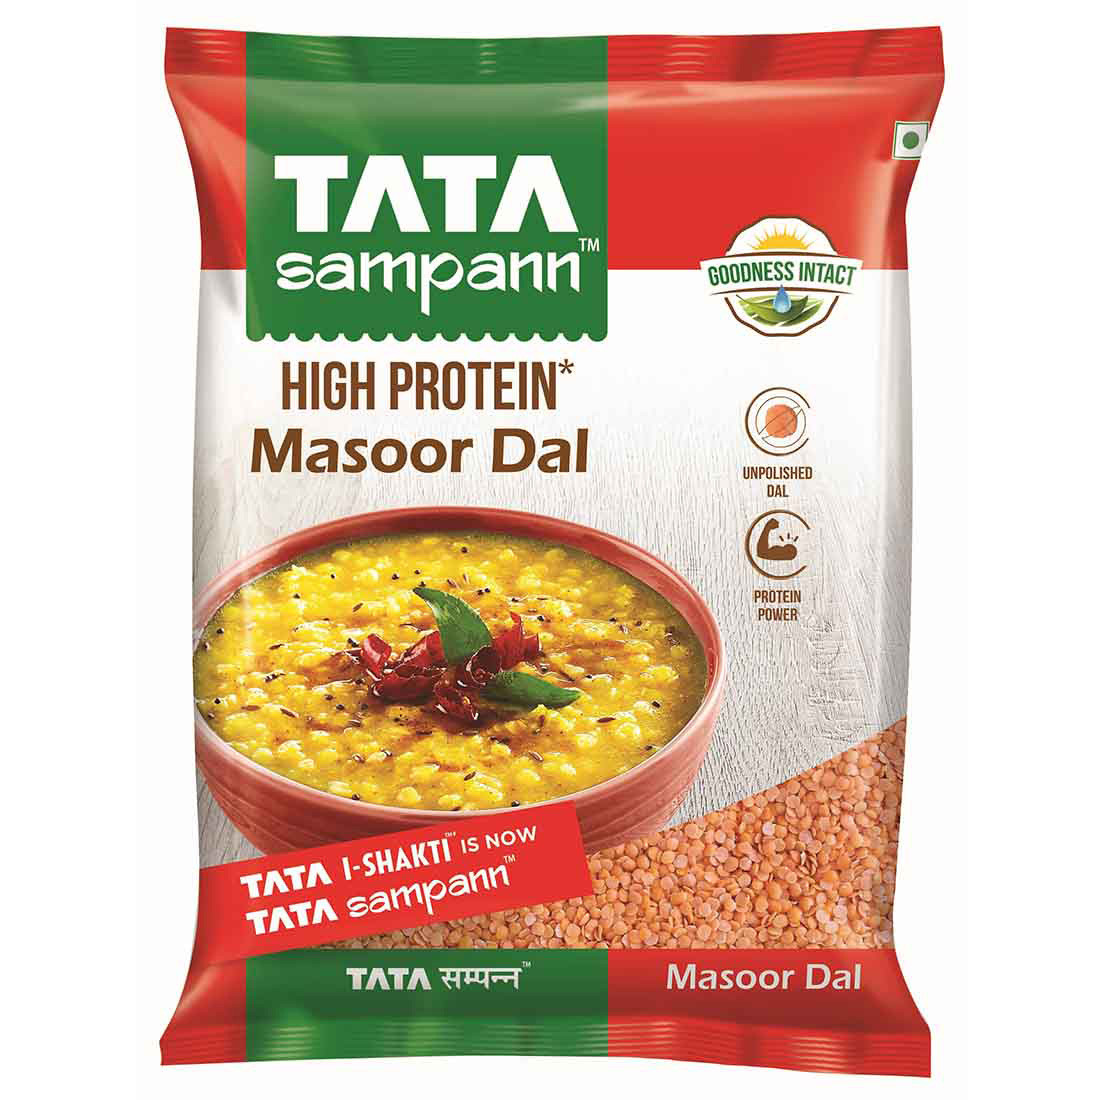 TATA
sampann™
GOODNESS INTACT
HIGH PROTEIN*
Masoor Dal
UNPOLISHED
DAL
PROTEIN
POWER
TATA I-SHAKTI™* IS NOW
TATA sampann™
TATA सम्पन्न™
Masoor Dal